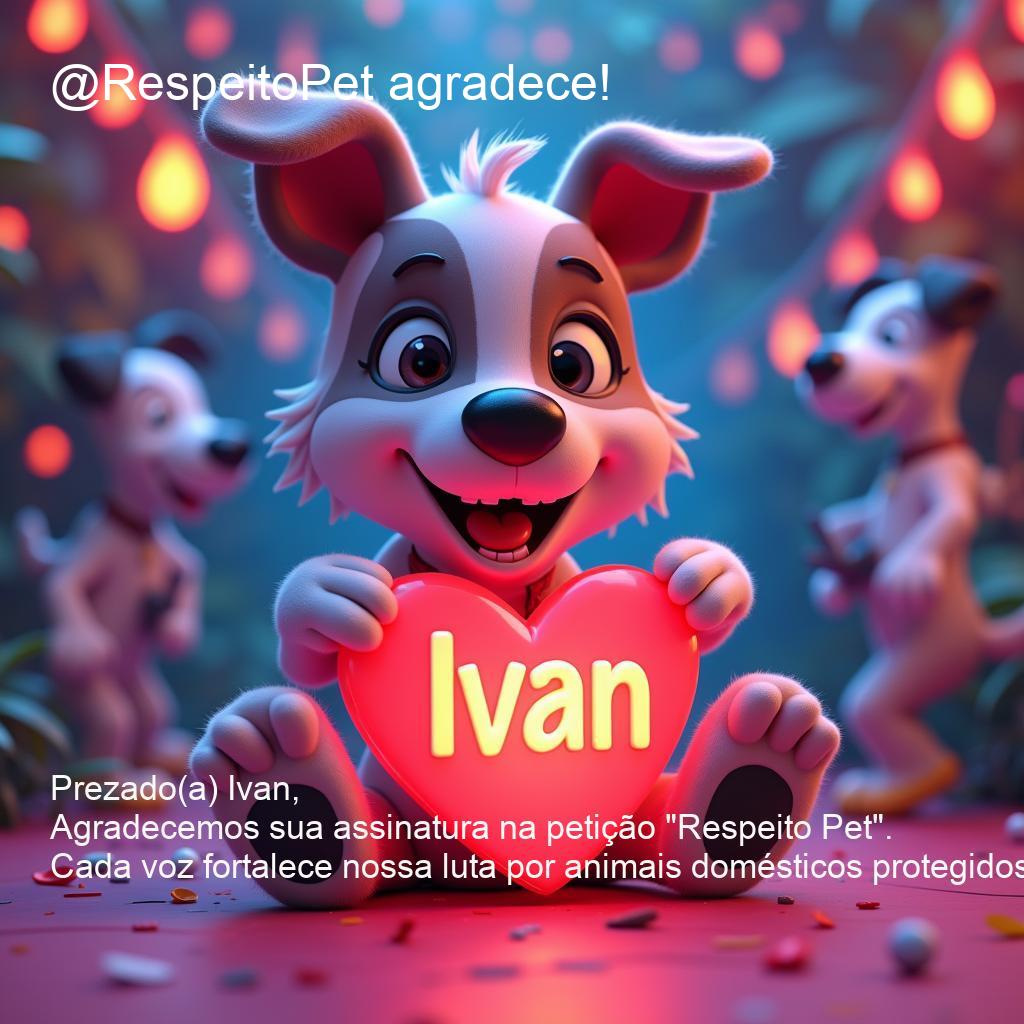 @RespeitoPet agradece!
Ivan
Prezado(a) Ivan,
Agradecemos sua assinatura na petição "Respeito Pet".
Cada voz fortalece nossa luta por animais domésticos protegidos